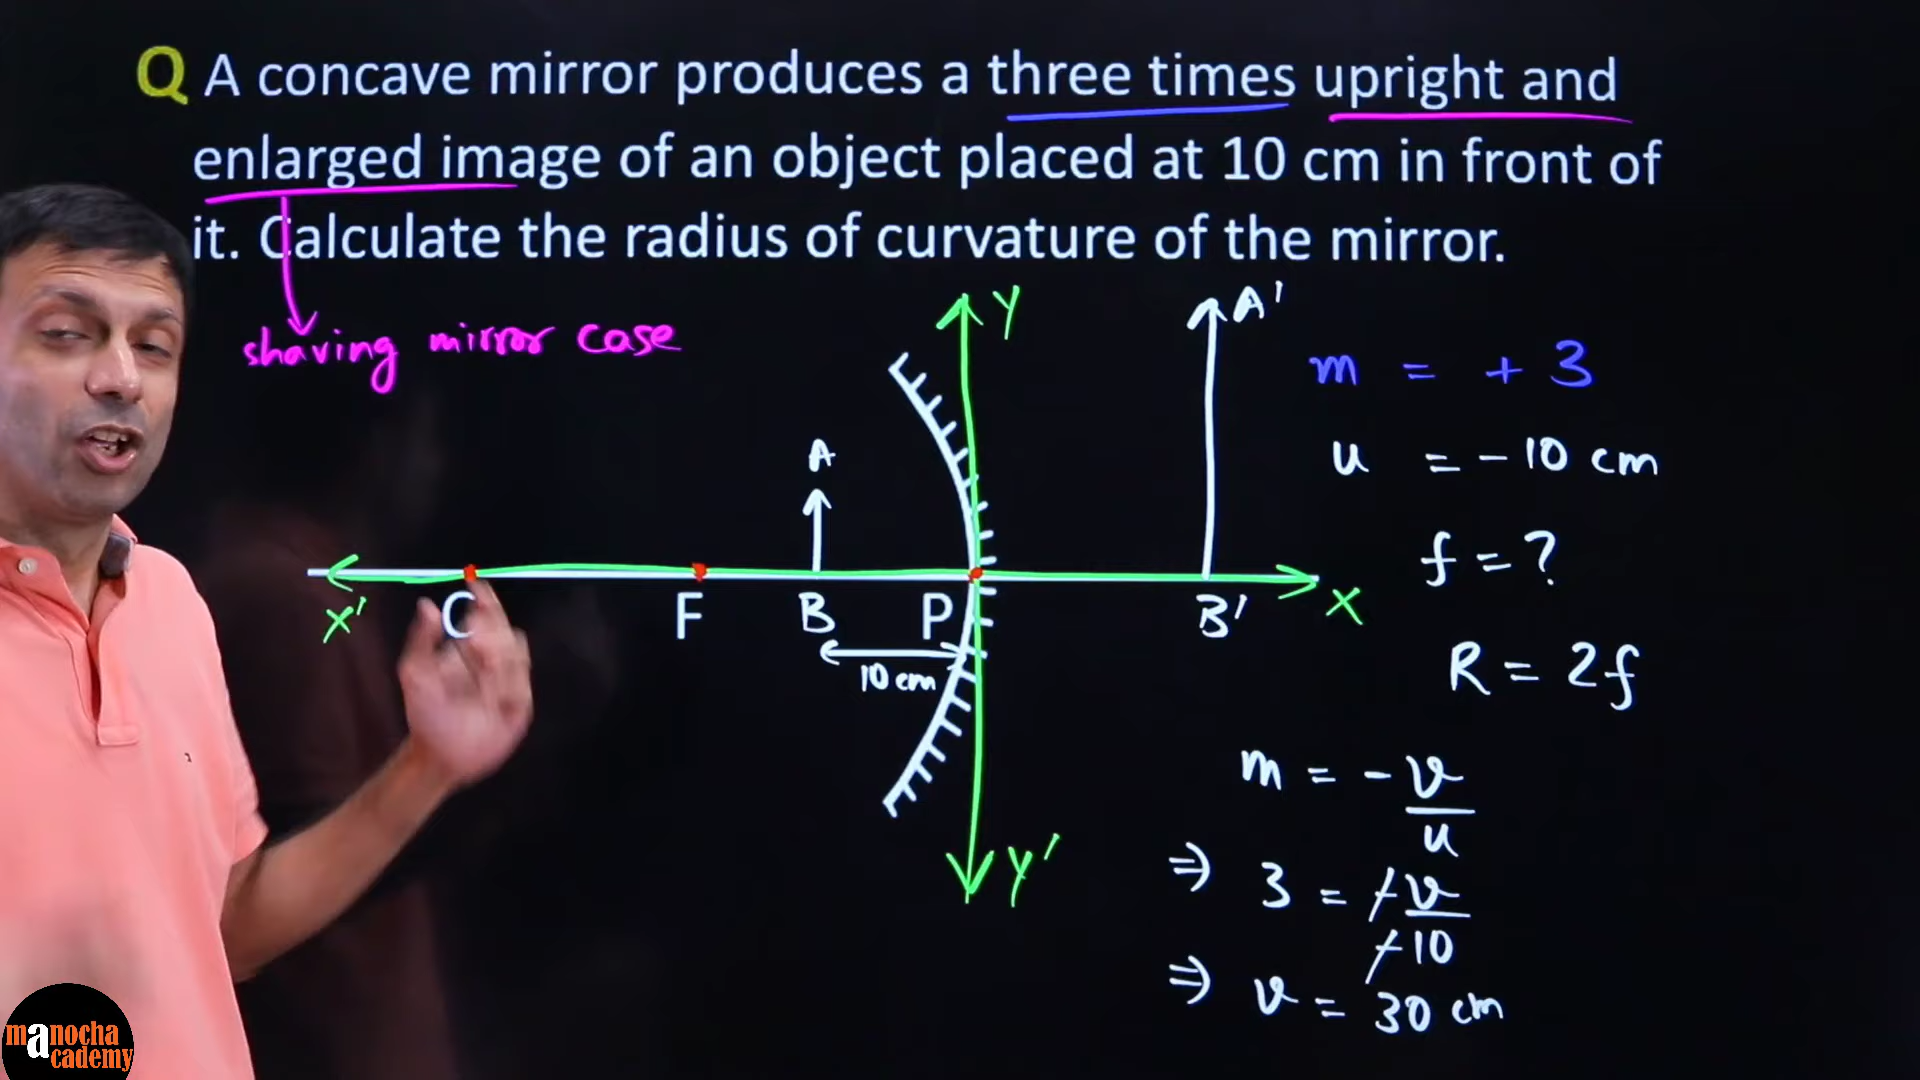 Q A concave mirror produces a three times upright and
enlarged image of an object placed at 10 cm in front of
it. Calculate the radius of curvature of the mirror.
shaving mirror case
Y
A'
A
X'
C
F
B
P
B'
X
10 cm
Y'
m = + 3
u = - 10 cm
f = ?
R = 2f
m = - v
u
⇒ 3 = - v
- 10
⇒ v = 30 cm
manocha
academy